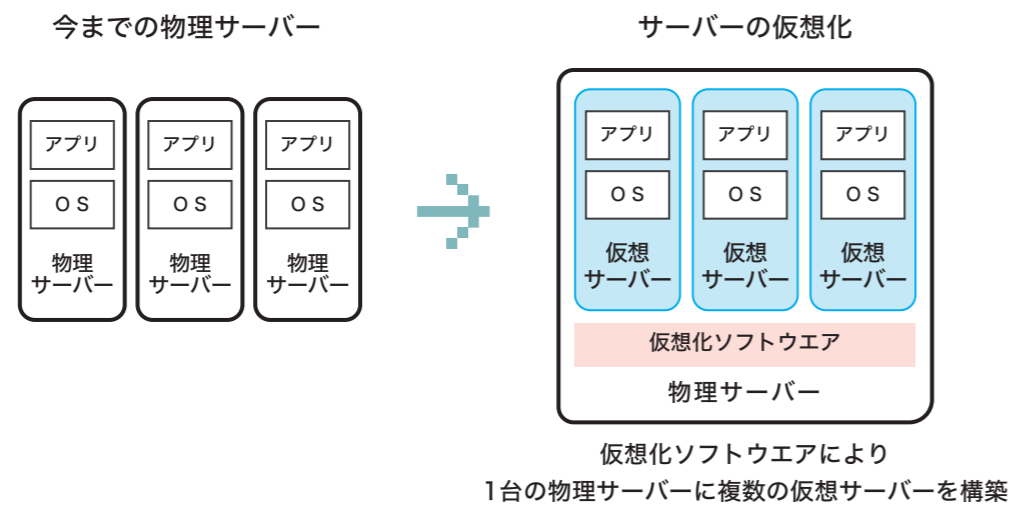 今までの物理サーバー
アプリ
OS
物理
サーバー
アプリ
OS
物理
サーバー
アプリ
OS
物理
サーバー
サーバーの仮想化
アプリ
OS
仮想
サーバー
アプリ
OS
仮想
サーバー
アプリ
OS
仮想
サーバー
仮想化ソフトウエア
物理サーバー
仮想化ソフトウエアにより
1台の物理サーバーに複数の仮想サーバーを構築